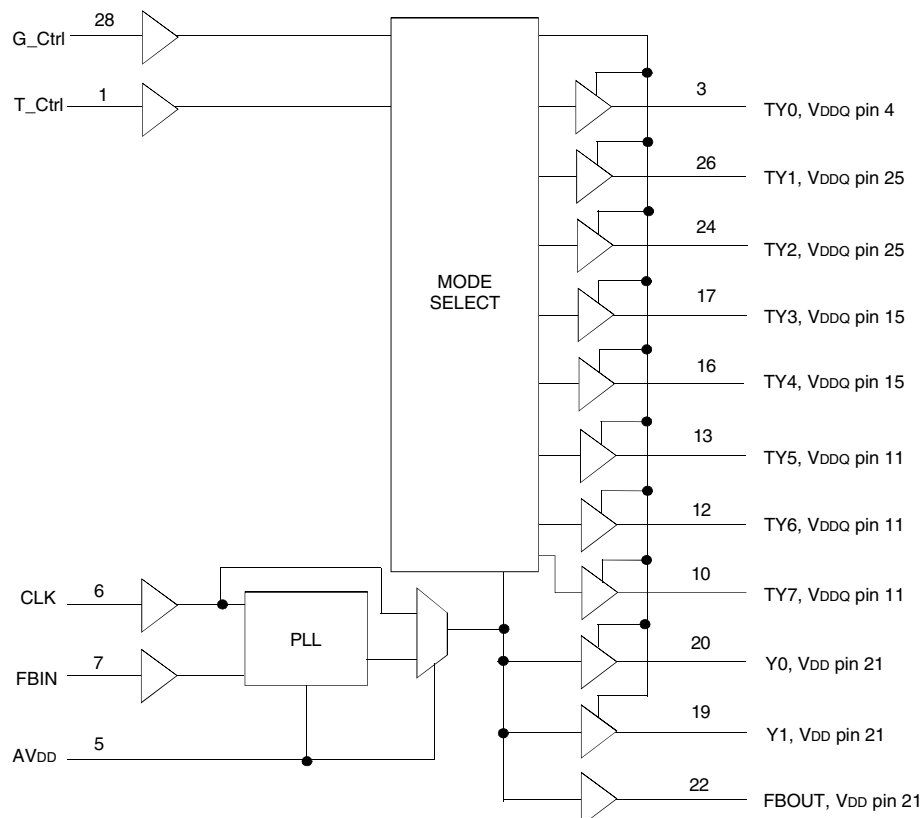 28
G_Ctrl
1
T_Ctrl
MODE
SELECT
3
TY0, VDDQ pin 4
26
TY1, VDDQ pin 25
24
TY2, VDDQ pin 25
17
TY3, VDDQ pin 15
16
TY4, VDDQ pin 15
13
TY5, VDDQ pin 11
12
TY6, VDDQ pin 11
10
TY7, VDDQ pin 11
CLK
6
PLL
FBIN
7
AVDD
5
20
Y0, VDD pin 21
19
Y1, VDD pin 21
22
FBOUT, VDD pin 21